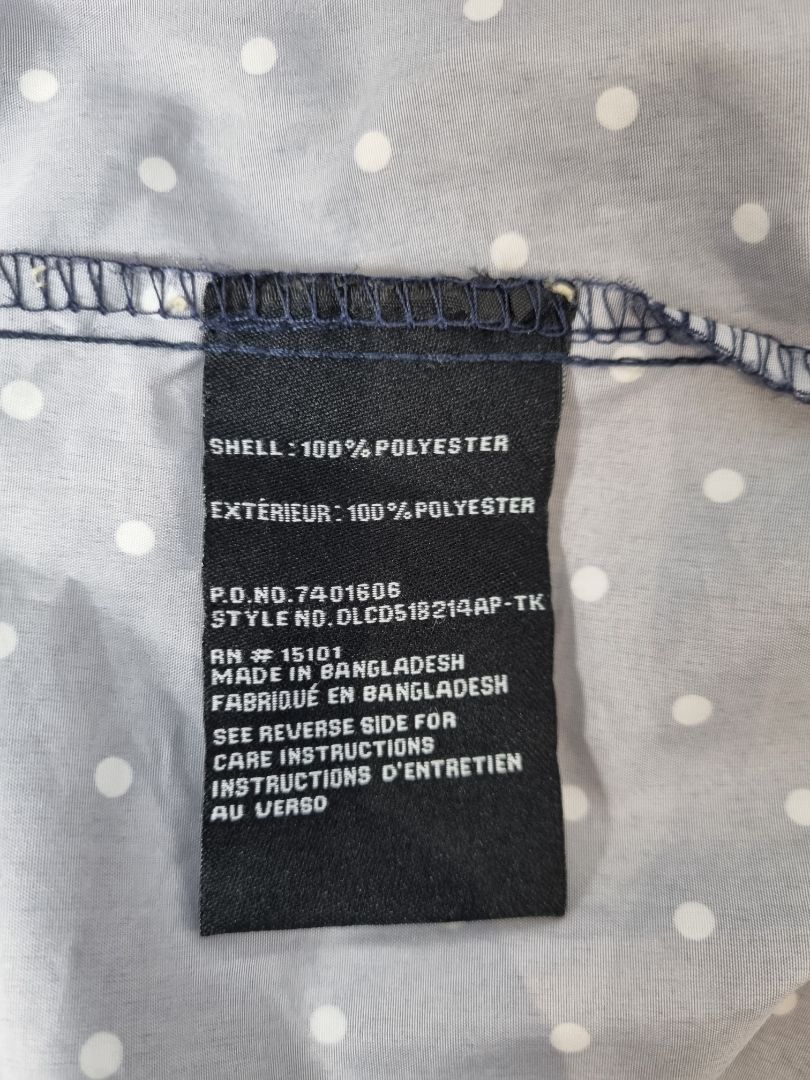 SHELL: 100% POLYESTER
EXTÉRIEUR: 100% POLYESTER
P.O.NO.7401606
STYLE NO. DLCD518214AP-TK
RN # 15101
MADE IN BANGLADESH
FABRIQUÉ EN BANGLADESH
SEE REVERSE SIDE FOR
CARE INSTRUCTIONS
INSTRUCTIONS D'ENTRETIEN
AU VERSO